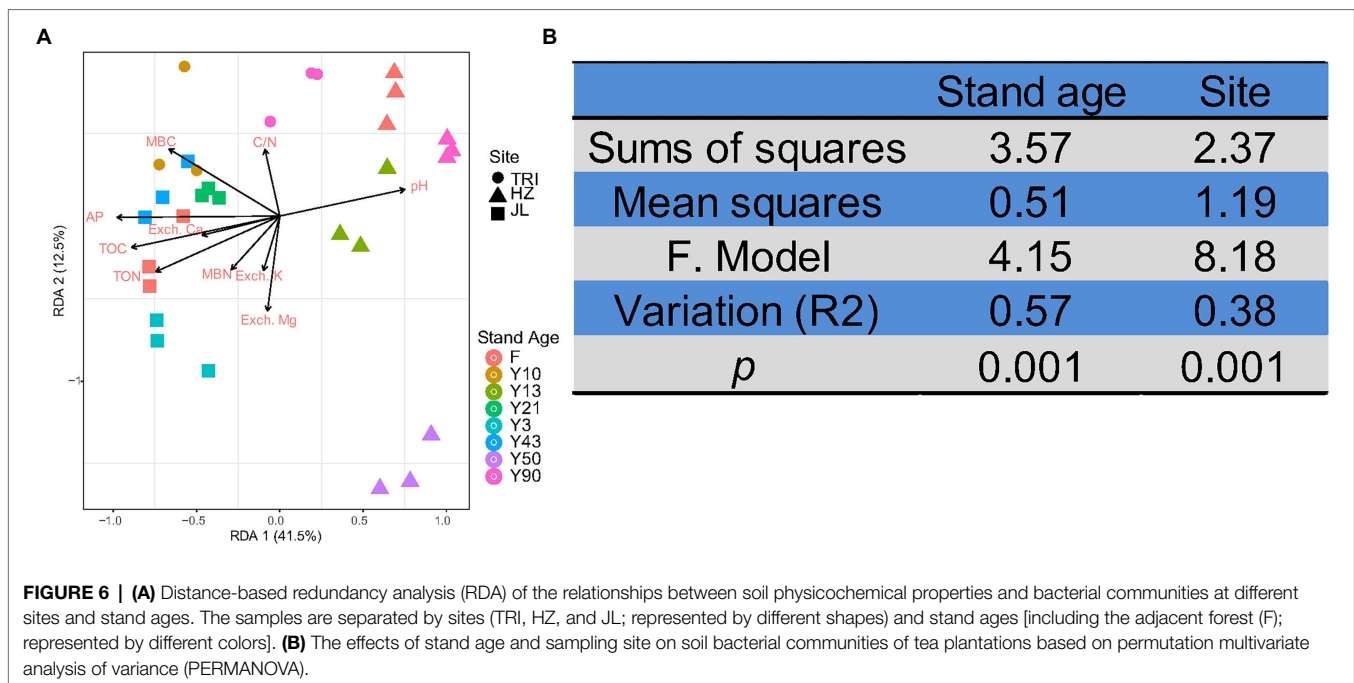 A
MBC
C/N
pH
AP
Exch. Ca
TOC
TON
MBN
Exch. K
Exch. Mg
RDA 2 (12.5%)
−1
−1.0
−0.5
0.0
0.5
1.0
RDA 1 (41.5%)
Site
TRI
HZ
JL
Stand Age
F
Y10
Y13
Y21
Y3
Y43
Y50
Y90
B
Stand age Site
Sums of squares 3.57 2.37
Mean squares 0.51 1.19
F. Model 4.15 8.18
Variation (R2) 0.57 0.38
p 0.001 0.001
FIGURE 6 | (A) Distance-based redundancy analysis (RDA) of the relationships between soil physicochemical properties and bacterial communities at different
sites and stand ages. The samples are separated by sites (TRI, HZ, and JL; represented by different shapes) and stand ages [including the adjacent forest (F);
represented by different colors]. (B) The effects of stand age and sampling site on soil bacterial communities of tea plantations based on permutation multivariate
analysis of variance (PERMANOVA).